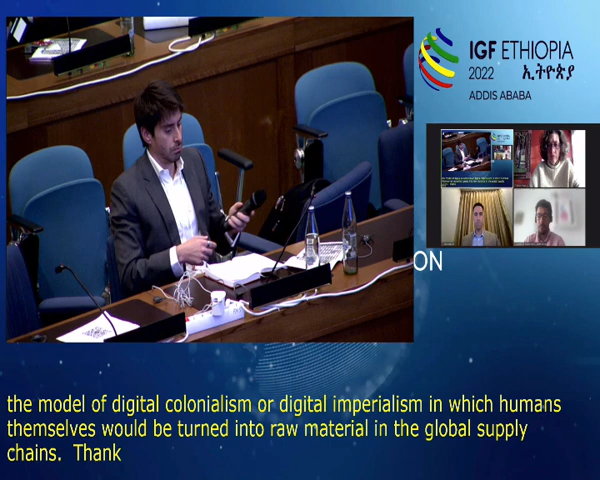 IGF ETHIOPIA
2022 ኢትዮጵያ
ADDIS ABABA
ON
the model of digital colonialism or digital imperialism in which humans
themselves would be turned into raw material in the global supply
chains. Thank